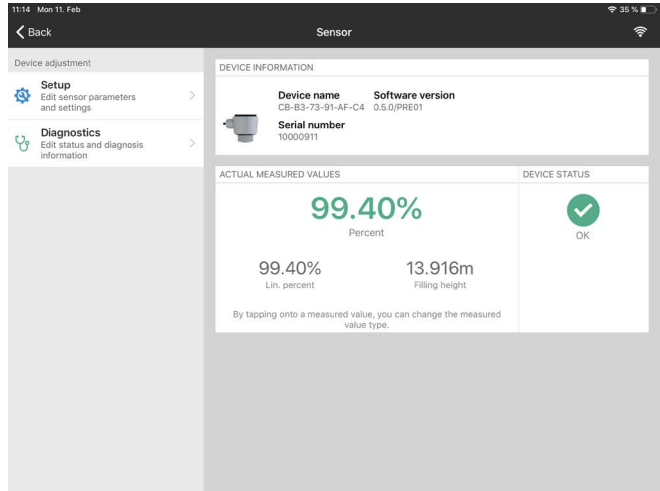 11:14 Mon 11. Feb
35 %
Back
Sensor
Device adjustment
Setup
Edit sensor parameters
and settings
Diagnostics
Edit status and diagnosis
information
DEVICE INFORMATION
Device name
CB-B3-73-91-AF-C4
Software version
0.5.0/PRE01
Serial number
10000911
ACTUAL MEASURED VALUES
99.40%
Percent
99.40%
Lin. percent
13.916m
Filling height
By tapping onto a measured value, you can change the measured
value type.
DEVICE STATUS
OK